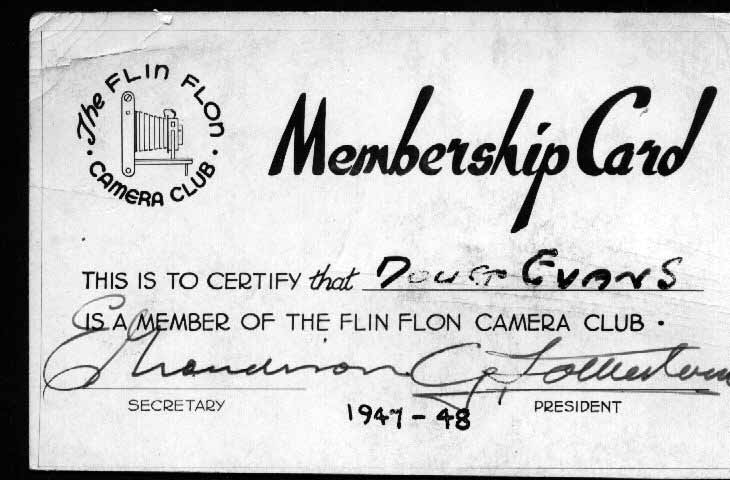 The FLIN FLON
CAMERA CLUB
Membership Card
THIS IS TO CERTIFY that Evans
IS A MEMBER OF THE FLIN FLON CAMERA CLUB
SECRETARY
1947-48
PRESIDENT